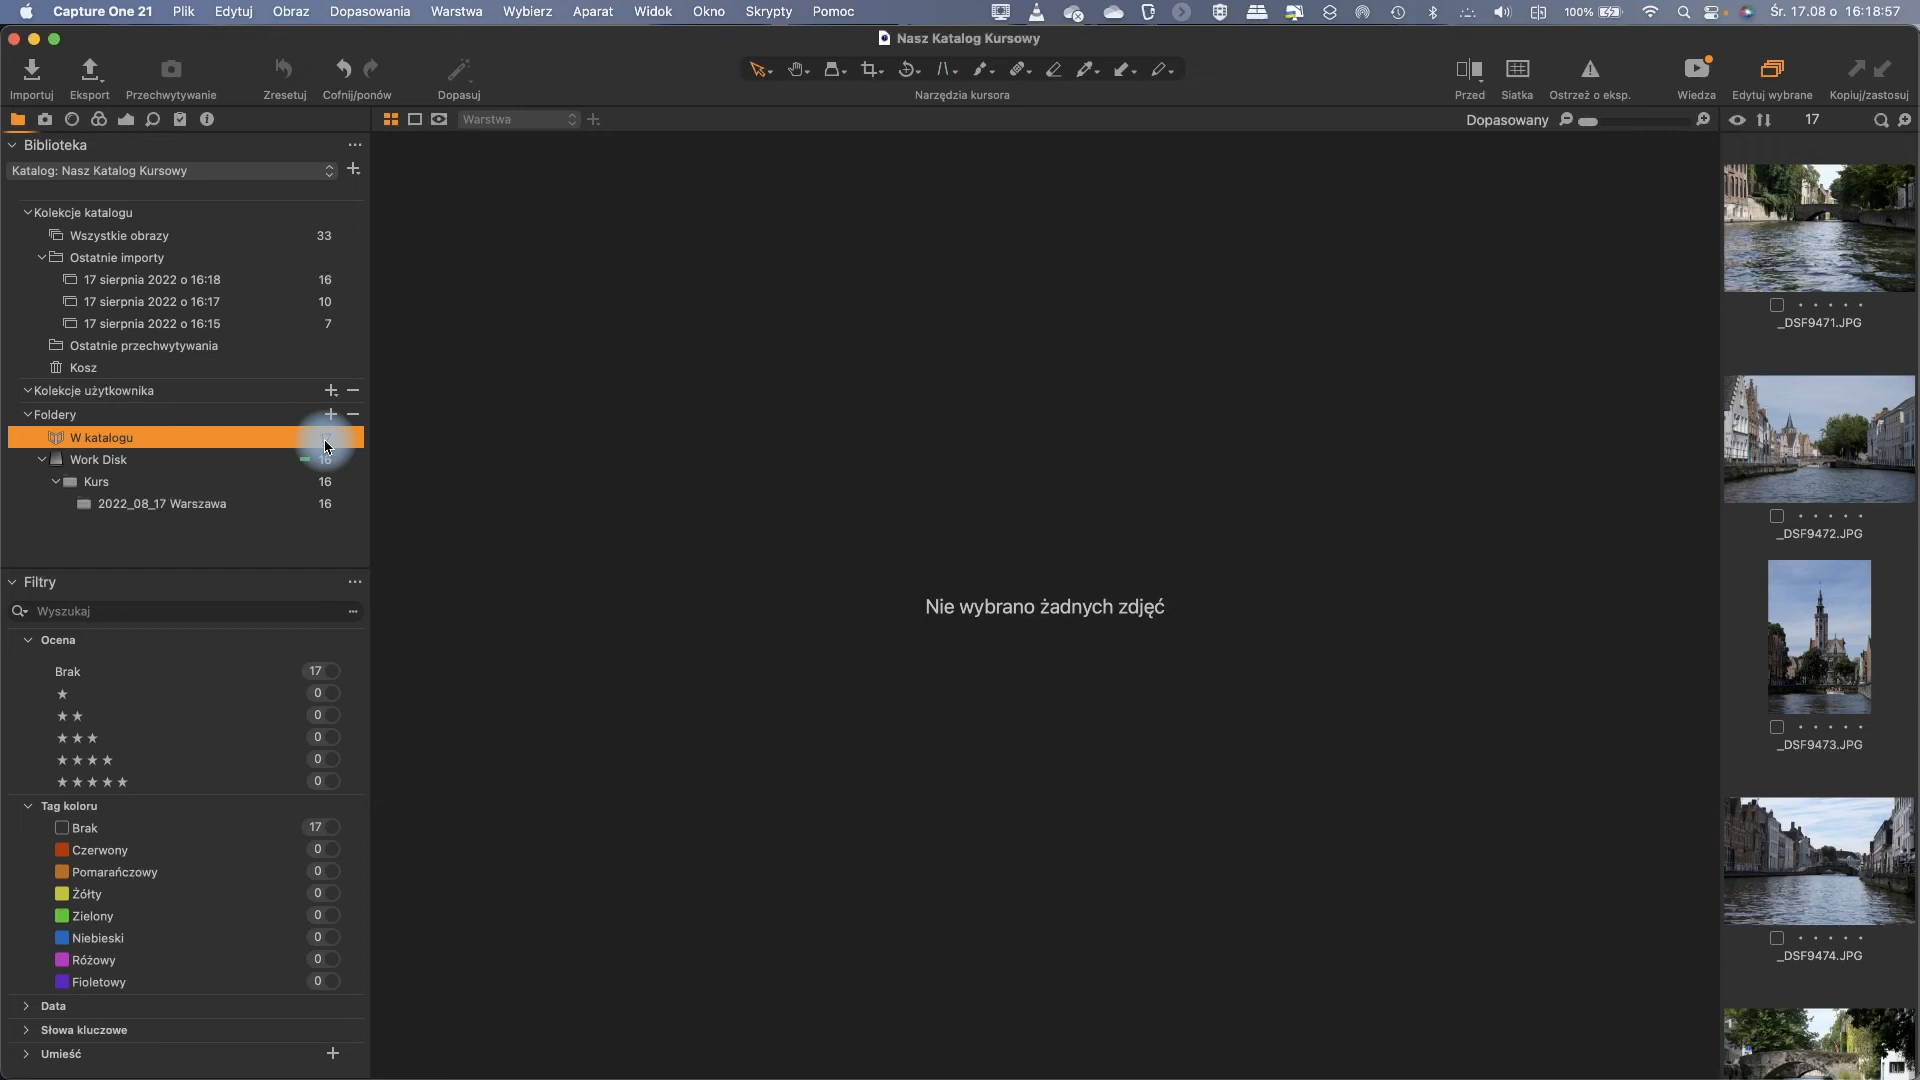 Capture One 21 Plik Edytuj Obraz Dopasowania Warstwa Wybierz Aparat Widok Okno Skrypty Pomoc 100% Śr. 17.08 o 16:18:57
Nasz Katalog Kursowy
Importuj Eksport Przechwytywanie Zresetuj Cofnij/ponów Dopasuj Narzędzia kursora Przed Siatka Ostrzeż o eksp. Wiedza Edytuj wybrane Kopiuj/zastosuj
Warstwa Dopasowany 17
Biblioteka
Katalog: Nasz Katalog Kursowy
Kolekcje katalogu
Wszystkie obrazy 33
Ostatnie importy
17 sierpnia 2022 o 16:18 16
17 sierpnia 2022 o 16:17 10
17 sierpnia 2022 o 16:15 7
Ostatnie przechwytywania
Kosz
Kolekcje użytkownika
Foldery
W katalogu
Work Disk 16
Kurs 16
2022_08_17 Warszawa 16
Filtry
Wyszukaj
Ocena
Brak 17
★ 0
★★ 0
★★★ 0
★★★★ 0
★★★★★ 0
Tag koloru
Brak 17
Czerwony 0
Pomarańczowy 0
Żółty 0
Zielony 0
Niebieski 0
Różowy 0
Fioletowy 0
Data
Słowa kluczowe
Umieść
Nie wybrano żadnych zdjęć
_DSF9471.JPG
_DSF9472.JPG
_DSF9473.JPG
_DSF9474.JPG